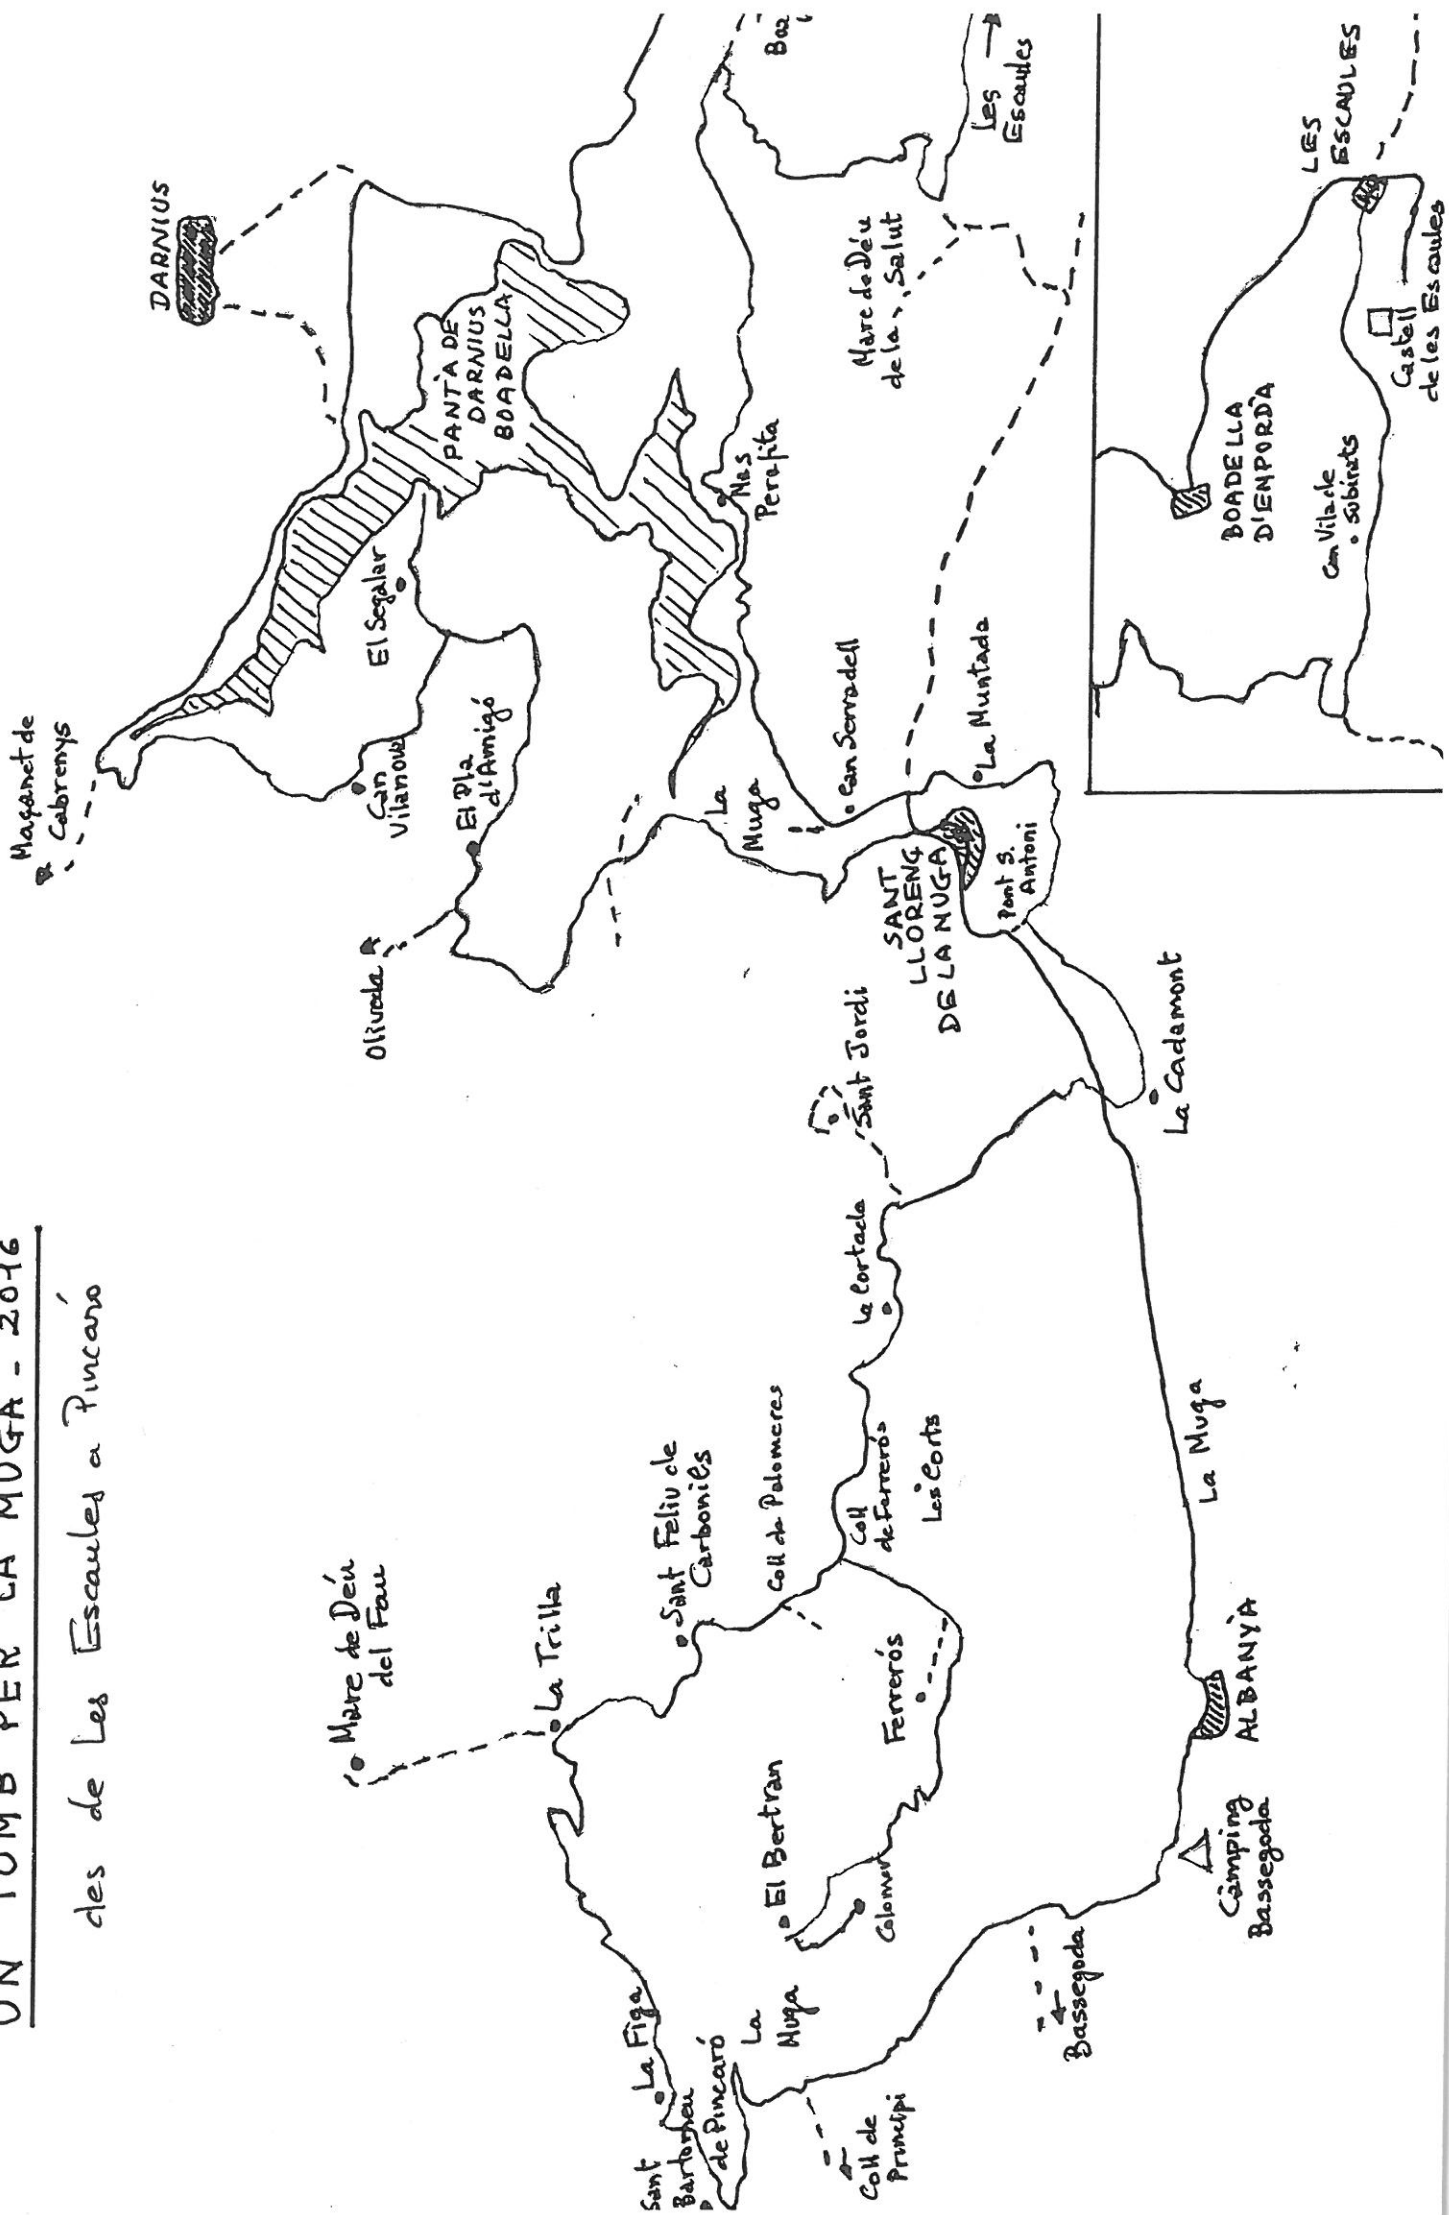 UN TOMB PER LA MUGA - 2016
des de Les Escaules a Pincaró
Maçanet de
Cabrenys
DARNIUS
PANTÀ DE
DARNIUS
BOADELLA
El Segalar
Can
Vilanova
El Pla
d'Amigó
Oliveda
Mare de Déu
del Fau
La Trilla
Sant Feliu de
Carbonils
Coll de Palomeres
La Figa
Sant
Bartomeu
de Pincaró
La
Muga
Coll de
Principi
El Bertran
Colomer
Ferrerós
Coll
de Ferrerós
Les Corts
La Cortada
Sant Jordi
La
Muga
Can Serradell
Mas
Perafita
Mare de Déu
de la Salut
Les
Escaules
SANT
LLORENÇ
DE LA MUGA
Pont S.
Antoni
La Muntada
La Cadamont
La Muga
ALBANYÀ
Càmping
Bassegoda
Bassegoda
LES
ESCAULES
BOADELLA
D'EMPORDÀ
Can Vila de
Subirats
Castell
de les Escaules